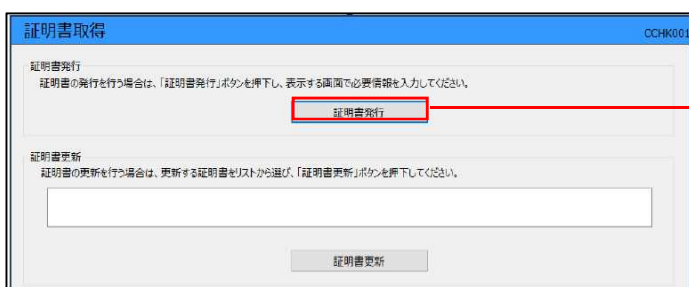 証明書取得
CCHK001
証明書発行
証明書の発行を行う場合は、「証明書発行」ボタンを押下し、表示する画面で必要情報を入力してください。
証明書発行
証明書更新
証明書の更新を行う場合は、更新する証明書をリストから選び、「証明書更新」ボタンを押下してください。
証明書更新